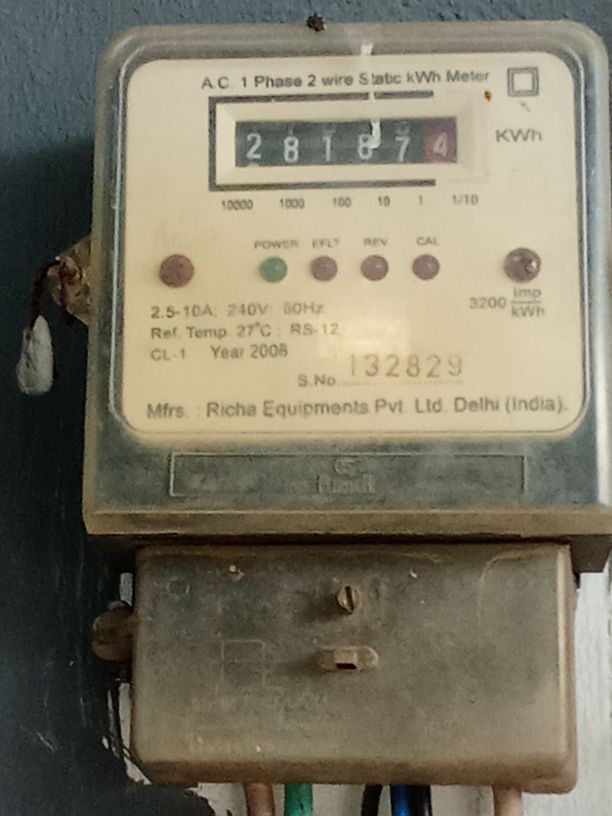 A.C. 1 Phase 2 wire Static kWh Meter
2 8 1 6 7 4
KWh
10000 1000 100 10 1 1/10
POWER EFLT REV CAL
3200 Imp/kWh
2.5-10A; 240V 50Hz
Ref. Temp. 27°C : RS-12
CL-1 Year 2008
S.No. 132829
Mfrs. : Richa Equipments Pvt. Ltd. Delhi (India).